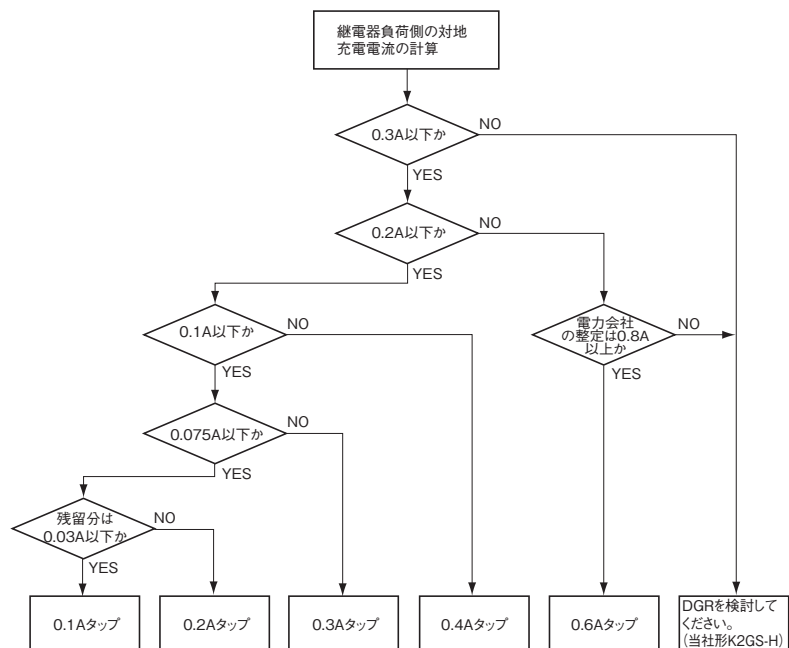 継電器負荷側の対地
充電電流の計算
0.3A以下か
NO
YES
0.2A以下か
NO
YES
0.1A以下か
NO
YES
電力会社
の整定は0.8A
以上か
NO
YES
0.075A以下か
NO
YES
残留分は
0.03A以下か
NO
YES
0.1Aタップ
0.2Aタップ
0.3Aタップ
0.4Aタップ
0.6Aタップ
DGRを検討して
ください。
(当社形K2GS-H)